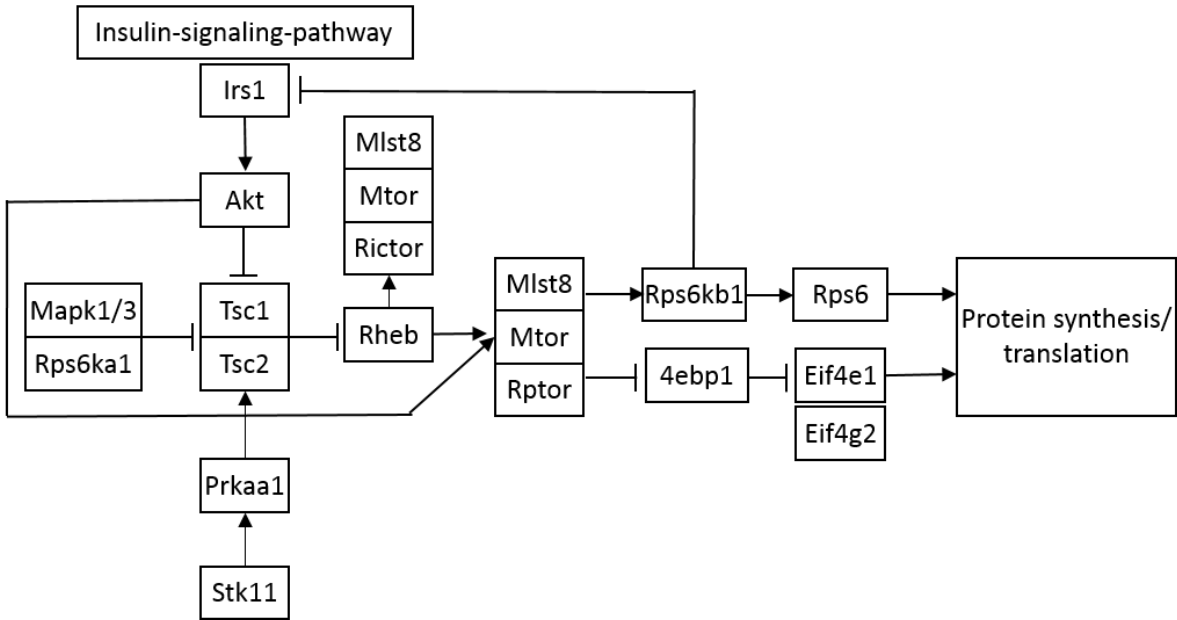 Insulin-signaling-pathway
Irs1
Akt
Mlst8
Mtor
Rictor
Mapk1/3
Rps6ka1
Tsc1
Tsc2
Rheb
Mlst8
Mtor
Rptor
Rps6kb1
Rps6
4ebp1
Eif4e1
Eif4g2
Protein synthesis/
translation
Prkaa1
Stk11